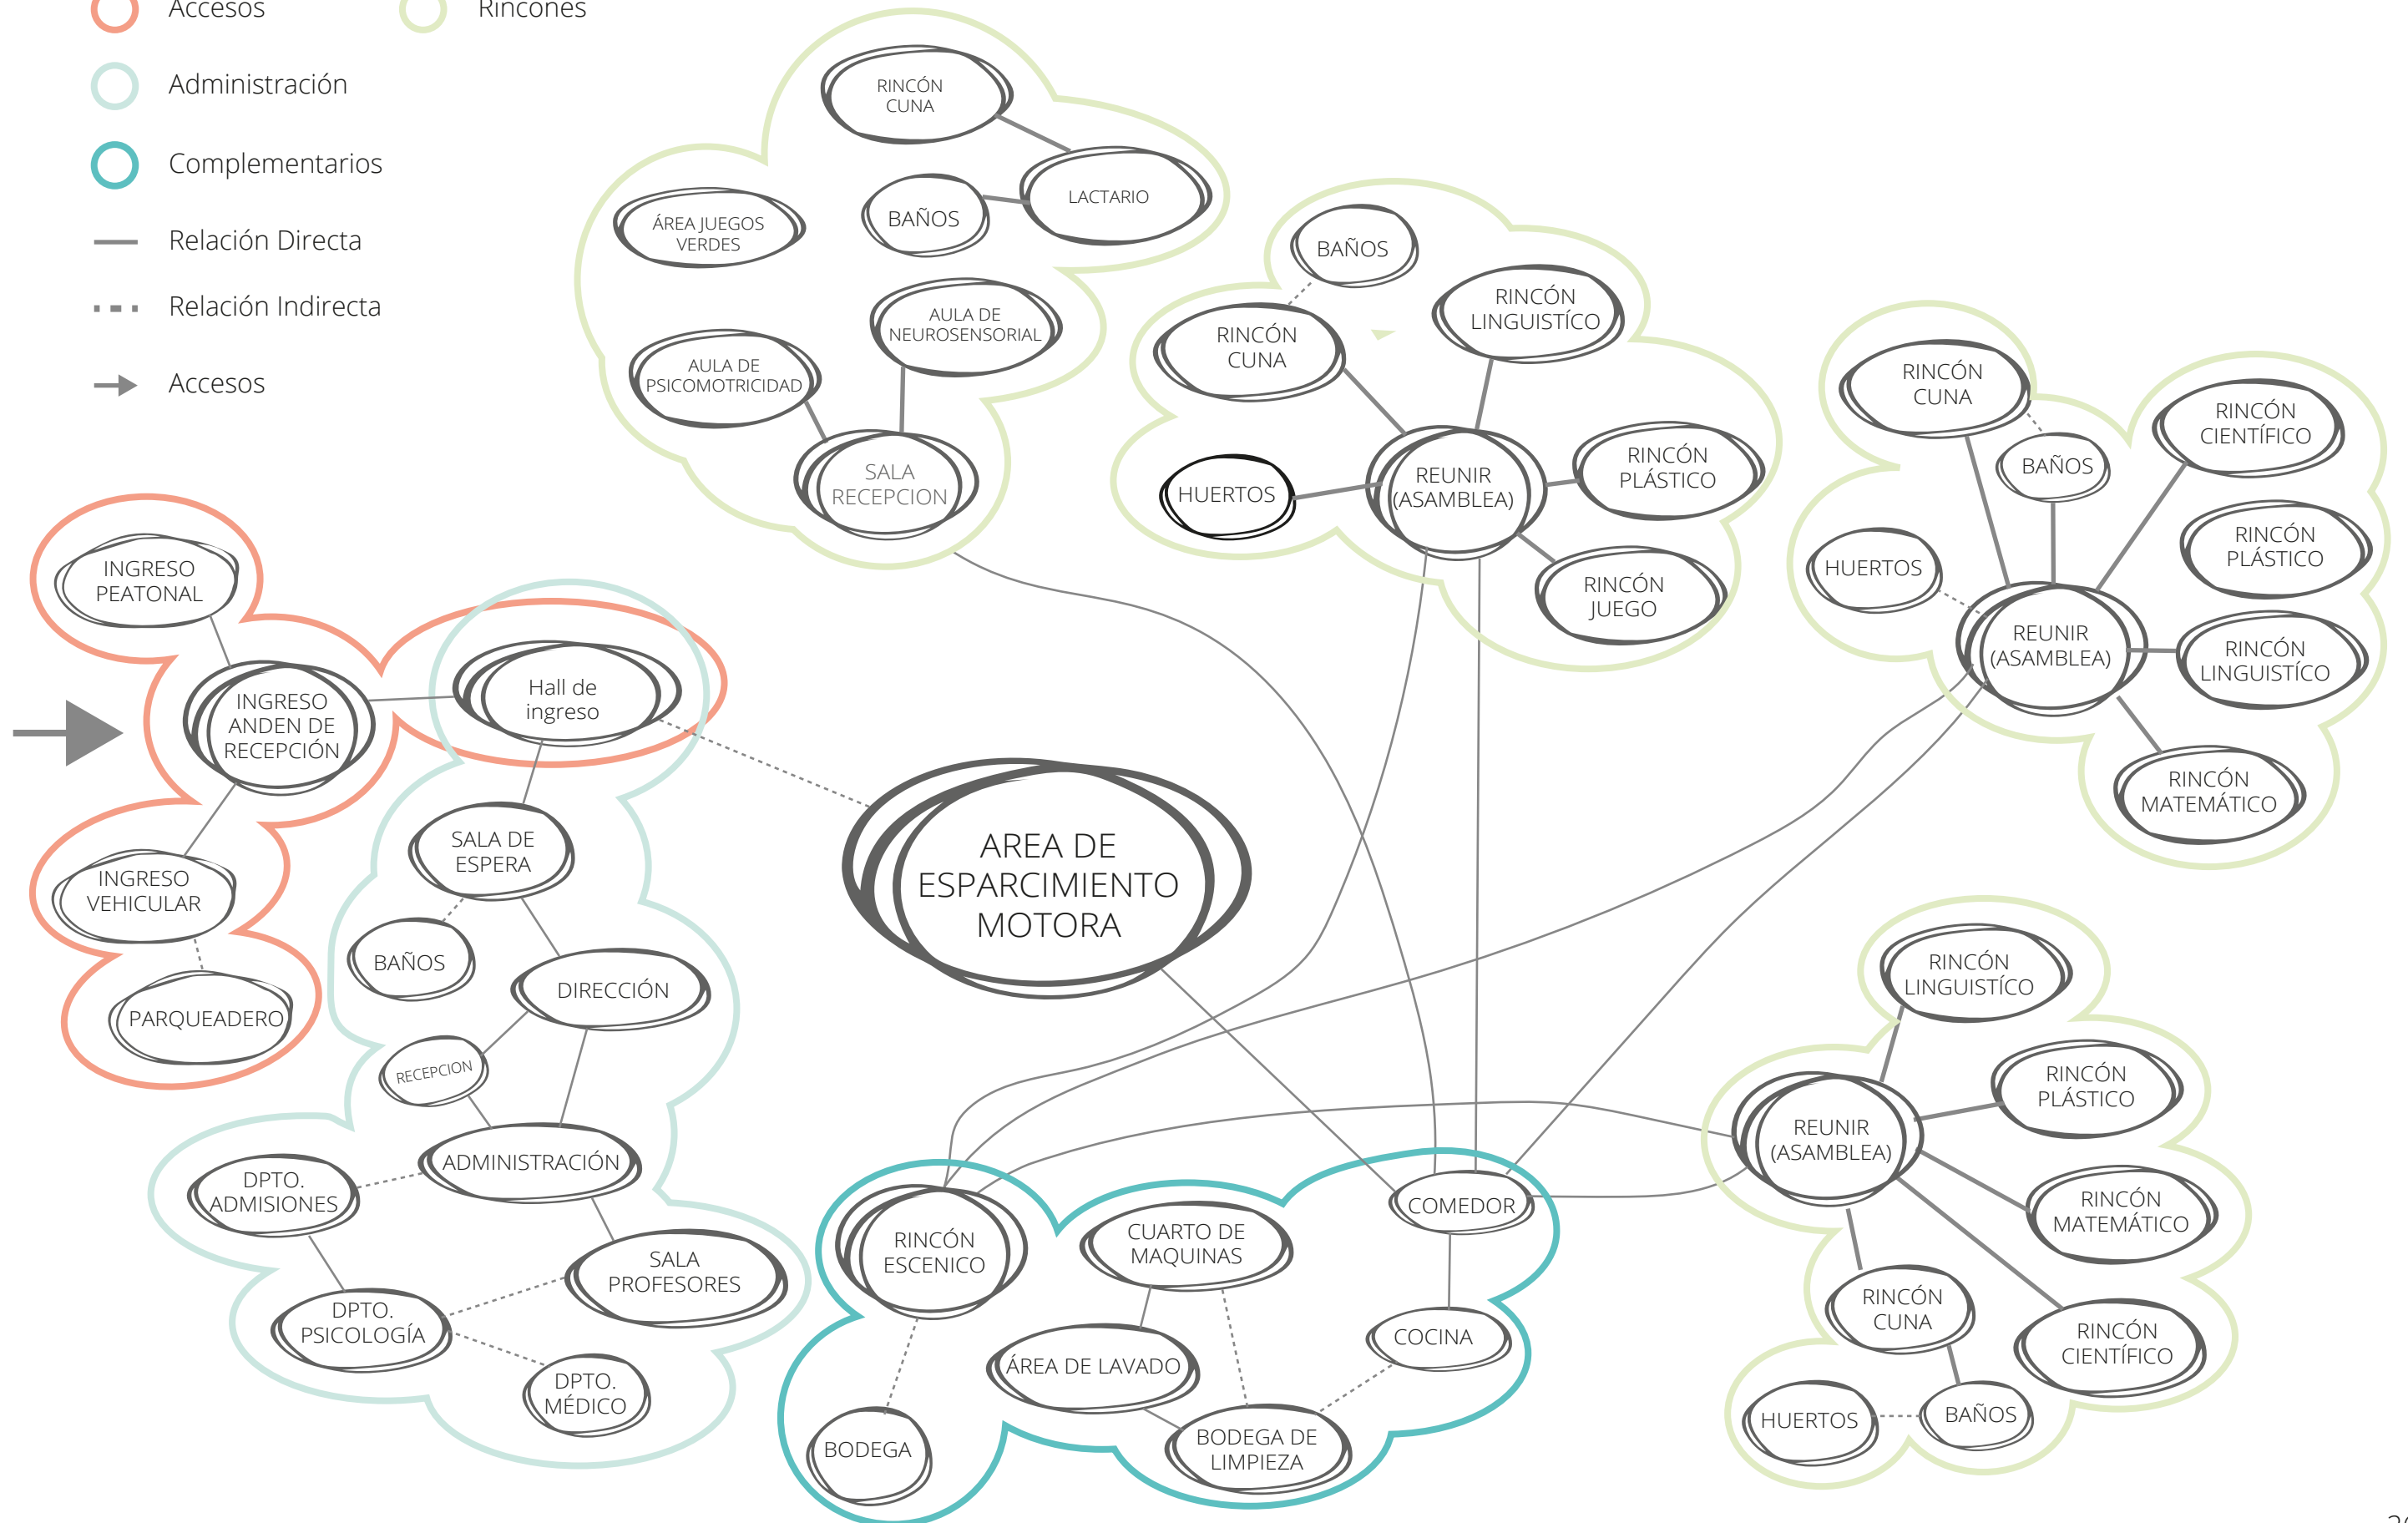 Accesos
Rincones
Administración
Complementarios
Relación Directa
Relación Indirecta
Accesos
RINCÓN
CUNA
LACTARIO
BAÑOS
ÁREA JUEGOS
VERDES
AULA DE
NEUROSENSORIAL
AULA DE
PSICOMOTRICIDAD
SALA
RECEPCION
BAÑOS
RINCÓN
LINGUISTÍCO
RINCÓN
CUNA
HUERTOS
REUNIR
(ASAMBLEA)
RINCÓN
PLÁSTICO
RINCÓN
JUEGO
RINCÓN
CUNA
RINCÓN
CIENTÍFICO
BAÑOS
RINCÓN
PLÁSTICO
HUERTOS
REUNIR
(ASAMBLEA)
RINCÓN
LINGUISTÍCO
RINCÓN
MATEMÁTICO
INGRESO
PEATONAL
INGRESO
ANDEN DE
RECEPCIÓN
Hall de
ingreso
INGRESO
VEHICULAR
PARQUEADERO
SALA DE
ESPERA
BAÑOS
DIRECCIÓN
RECEPCION
ADMINISTRACIÓN
DPTO.
ADMISIONES
SALA
PROFESORES
DPTO.
PSICOLOGÍA
DPTO.
MÉDICO
AREA DE
ESPARCIMIENTO
MOTORA
RINCÓN
ESCENICO
CUARTO DE
MAQUINAS
COMEDOR
COCINA
ÁREA DE LAVADO
BODEGA
BODEGA DE
LIMPIEZA
RINCÓN
LINGUISTÍCO
RINCÓN
PLÁSTICO
REUNIR
(ASAMBLEA)
RINCÓN
MATEMÁTICO
RINCÓN
CUNA
RINCÓN
CIENTÍFICO
HUERTOS
BAÑOS